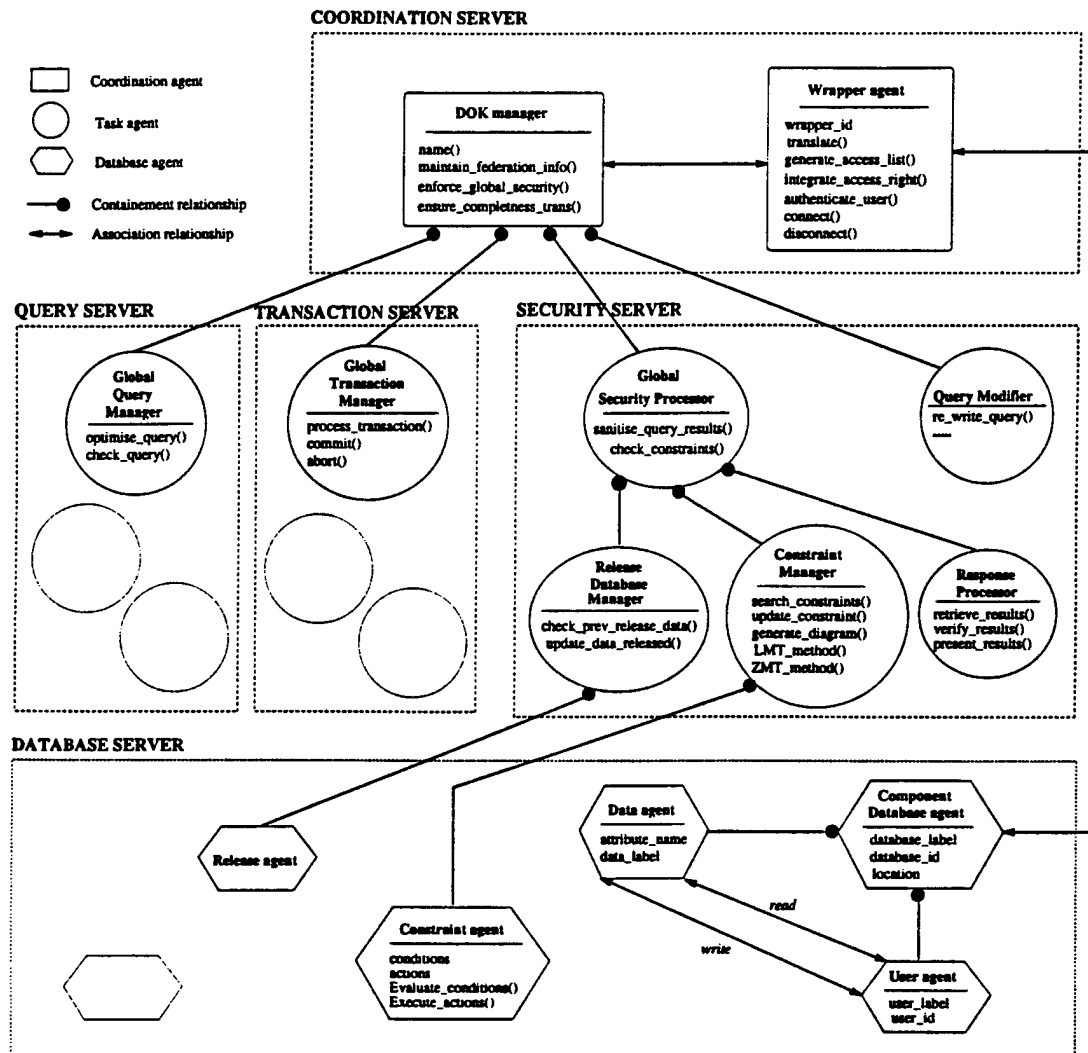 COORDINATION SERVER
Coordination agent
Task agent
Database agent
Containement relationship
Association relationship
DOK manager
name()
maintain_federation_info()
enforce_global_security()
ensure_completness_trans()
Wrapper agent
wrapper_id
translate()
generate_access_list()
integrate_access_right()
authenticate_user()
connect()
disconnect()
QUERY SERVER
Global
Query
Manager
optimise_query()
check_query()
TRANSACTION SERVER
Global
Transaction
Manager
process_transaction()
commit()
abort()
SECURITY SERVER
Global
Security Processor
sanitise_query_results()
check_constraints()
Query Modifier
re_write_query()
Release
Database
Manager
check_prev_release_data()
update_data_released()
Constraint
Manager
search_constraints()
update_constraint()
generate_diagram()
LMT_method()
ZMT_method()
Response
Processor
retrieve_results()
verify_results()
present_results()
DATABASE SERVER
Release agent
Constraint agent
conditions
actions
Evaluate_conditions()
Execute_actions()
Data agent
attribute_name
data_label
Component
Database agent
database_label
database_id
location
read
write
User agent
user_label
user_id